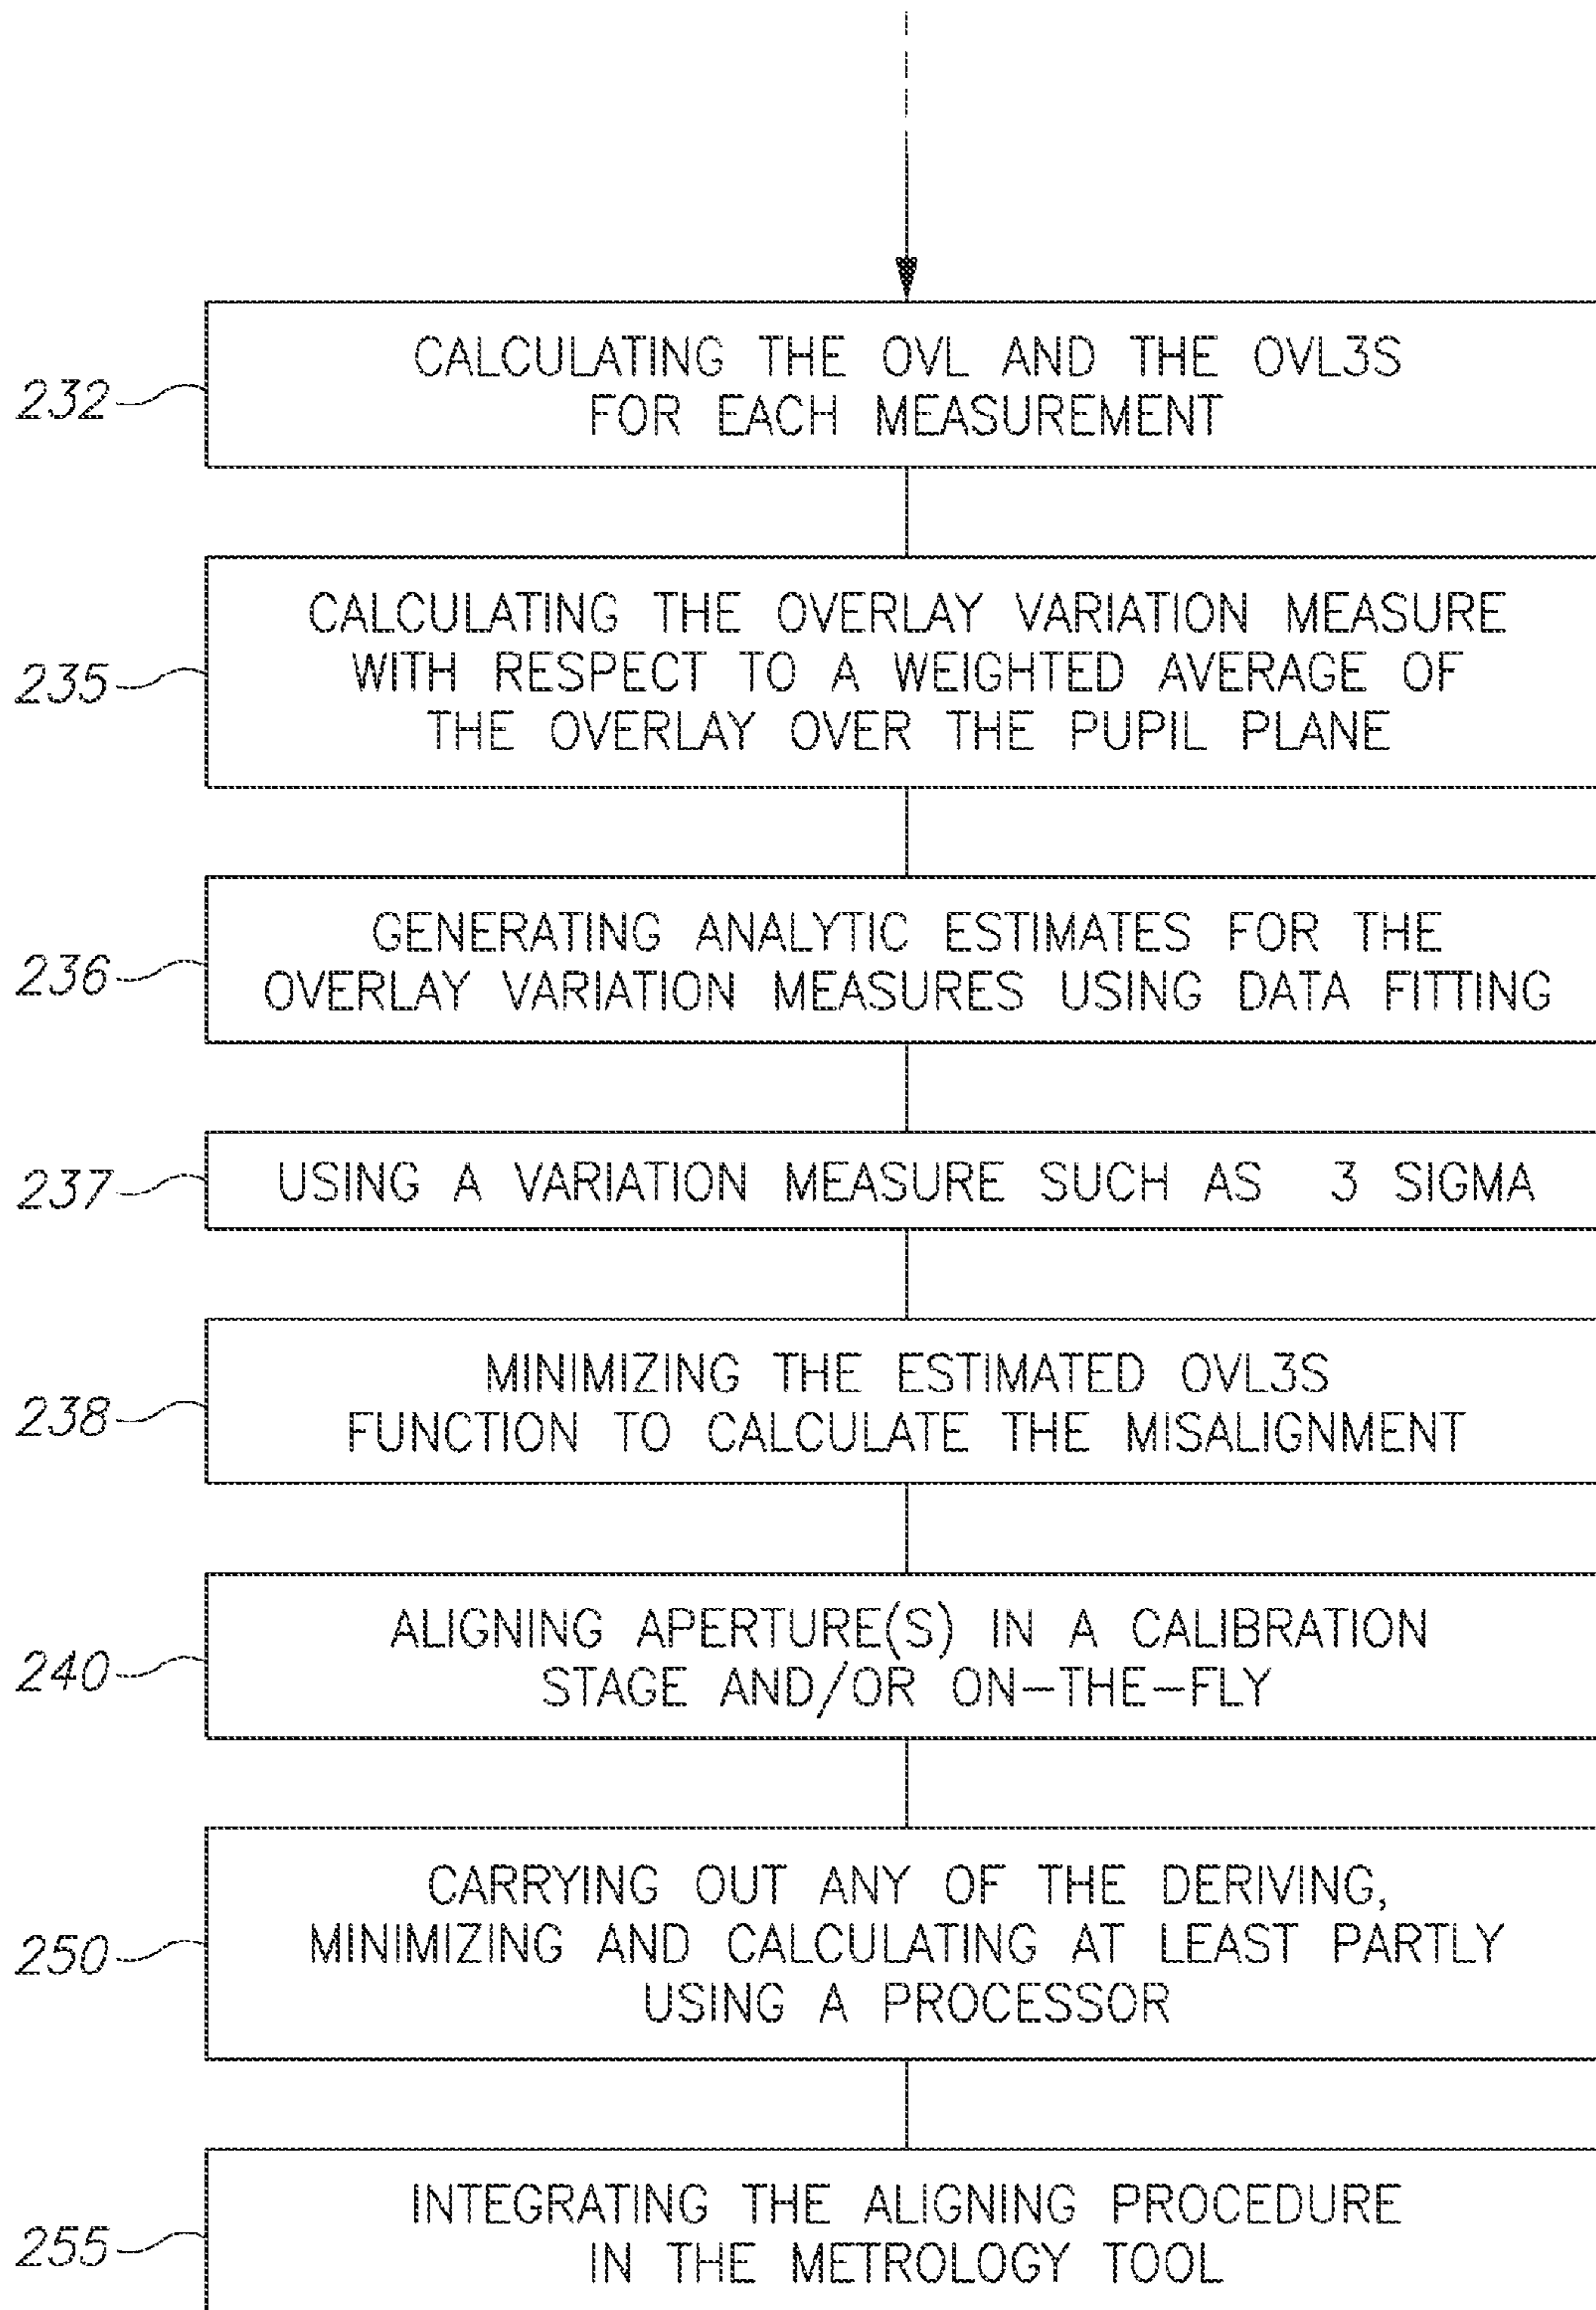 232
CALCULATING THE OVL AND THE OVL3S
FOR EACH MEASUREMENT
235
CALCULATING THE OVERLAY VARIATION MEASURE
WITH RESPECT TO A WEIGHTED AVERAGE OF
THE OVERLAY OVER THE PUPIL PLANE
236
GENERATING ANALYTIC ESTIMATES FOR THE
OVERLAY VARIATION MEASURES USING DATA FITTING
237
USING A VARIATION MEASURE SUCH AS 3 SIGMA
238
MINIMIZING THE ESTIMATED OVL3S
FUNCTION TO CALCULATE THE MISALIGNMENT
240
ALIGNING APERTURE(S) IN A CALIBRATION
STAGE AND/OR ON-THE-FLY
250
CARRYING OUT ANY OF THE DERIVING,
MINIMIZING AND CALCULATING AT LEAST PARTLY
USING A PROCESSOR
255
INTEGRATING THE ALIGNING PROCEDURE
IN THE METROLOGY TOOL